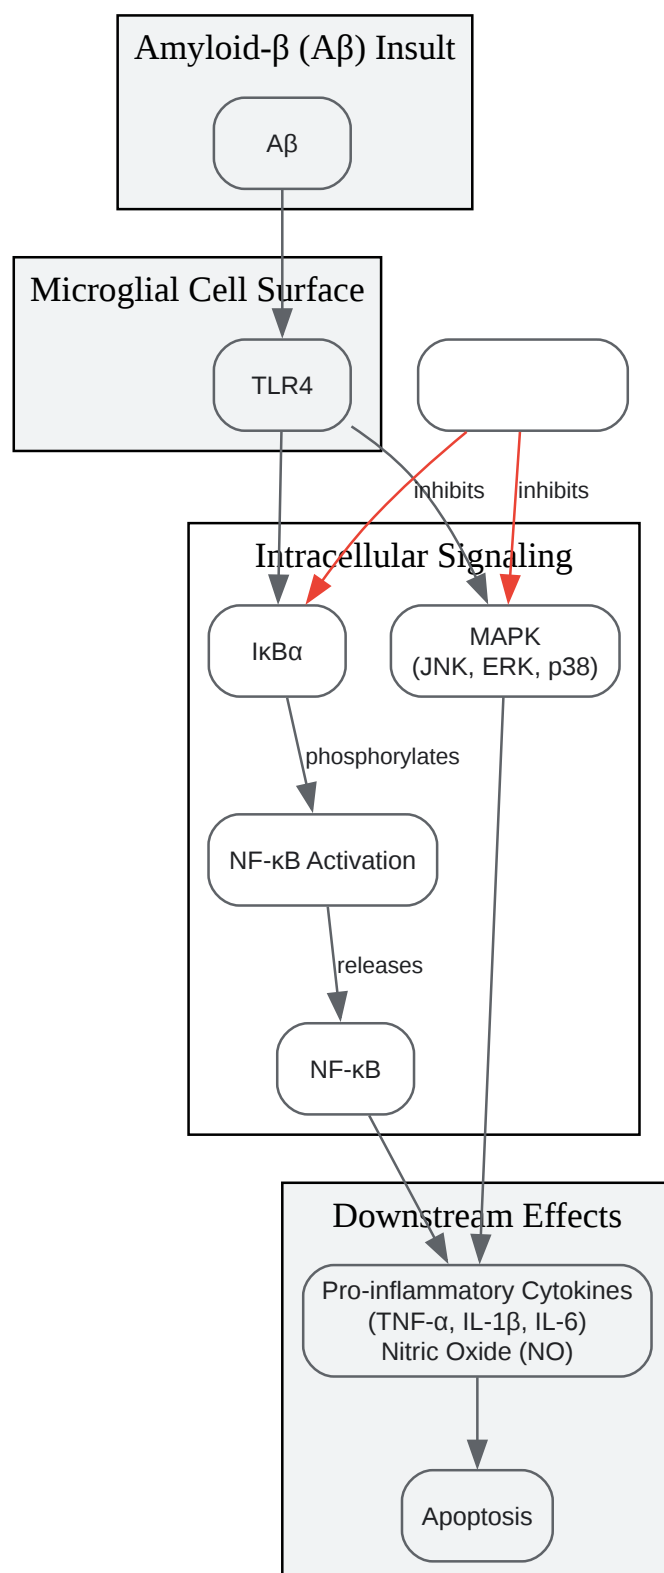 Amyloid-β (Aβ) Insult
Aβ
Microglial Cell Surface
TLR4
inhibits
inhibits
Intracellular Signaling
IκBα
MAPK
(JNK, ERK, p38)
phosphorylates
NF-κB Activation
releases
NF-κB
Downstream Effects
Pro-inflammatory Cytokines
(TNF-α, IL-1β, IL-6)
Nitric Oxide (NO)
Apoptosis